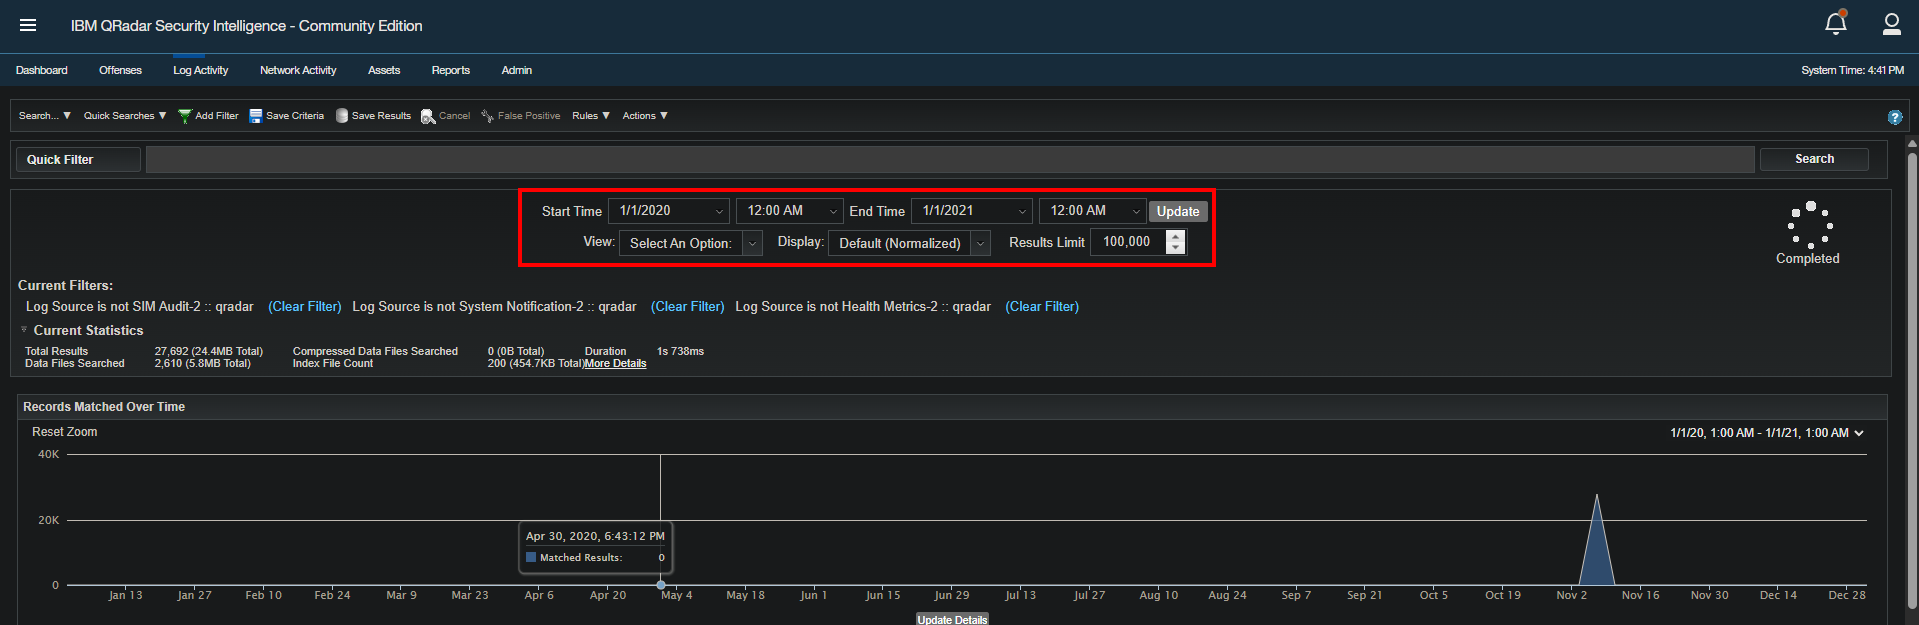 IBM QRadar Security Intelligence - Community Edition
Dashboard Offenses Log Activity Network Activity Assets Reports Admin System Time: 4:41 PM
Search... ▼ Quick Searches ▼ Add Filter Save Criteria Save Results Cancel False Positive Rules ▼ Actions ▼ ?
Quick Filter Search
Start Time 1/1/2020 12:00 AM End Time 1/1/2021 12:00 AM Update
View: Select An Option: Display: Default (Normalized) Results Limit 100,000
Completed
Current Filters:
Log Source is not SIM Audit-2 :: qradar (Clear Filter) Log Source is not System Notification-2 :: qradar (Clear Filter) Log Source is not Health Metrics-2 :: qradar (Clear Filter)
Current Statistics
Total Results 27,692 (24.4MB Total) Compressed Data Files Searched 0 (0B Total) Duration 1s 738ms
Data Files Searched 2,610 (5.8MB Total) Index File Count 200 (454.7KB Total) More Details
Records Matched Over Time
Reset Zoom 1/1/20, 1:00 AM - 1/1/21, 1:00 AM
40K
20K
Apr 30, 2020, 6:43:12 PM
Matched Results: 0
0
Jan 13 Jan 27 Feb 10 Feb 24 Mar 9 Mar 23 Apr 6 Apr 20 May 4 May 18 Jun 1 Jun 15 Jun 29 Jul 13 Jul 27 Aug 10 Aug 24 Sep 7 Sep 21 Oct 5 Oct 19 Nov 2 Nov 16 Nov 30 Dec 14 Dec 28
Update Details